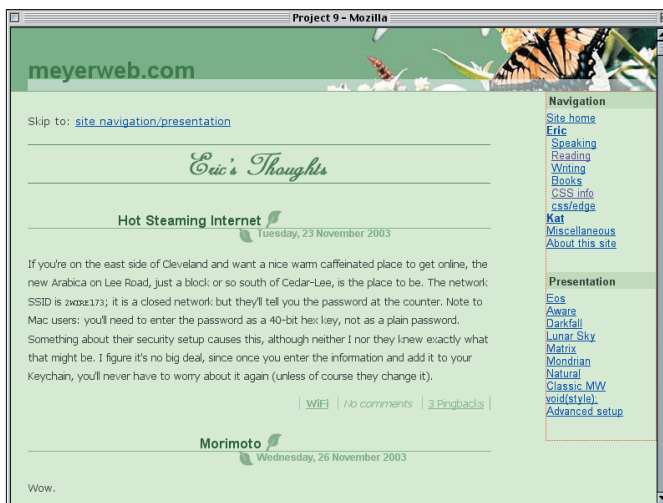 Project 9 - Mozilla
meyerweb.com
Skip to: site navigation/presentation
Eric's Thoughts
Hot Steaming Internet
Tuesday, 23 November 2003
If you're on the east side of Cleveland and want a nice warm caffeinated place to get online, the
new Arabica on Lee Road, just a block or so south of Cedar-Lee, is the place to be. The network
SSID is 2WIRE173; it is a closed network but they'll tell you the password at the counter. Note to
Mac users: you'll need to enter the password as a 40-bit hex key, not as a plain password.
Something about their security setup causes this, although neither I nor they knew exactly what
that might be. I figure it's no big deal, since once you enter the information and add it to your
Keychain, you'll never have to worry about it again (unless of course they change it).
WiFi | No comments | 3 Pingbacks |
Morimoto
Wednesday, 26 November 2003
Wow.
Navigation
Site home
Eric
Speaking
Reading
Writing
Books
CSS info
css/edge
Kat
Miscellaneous
About this site
Presentation
Eos
Aware
Darkfall
Lunar Sky
Matrix
Mondrian
Natural
Classic MW
void(style);
Advanced setup